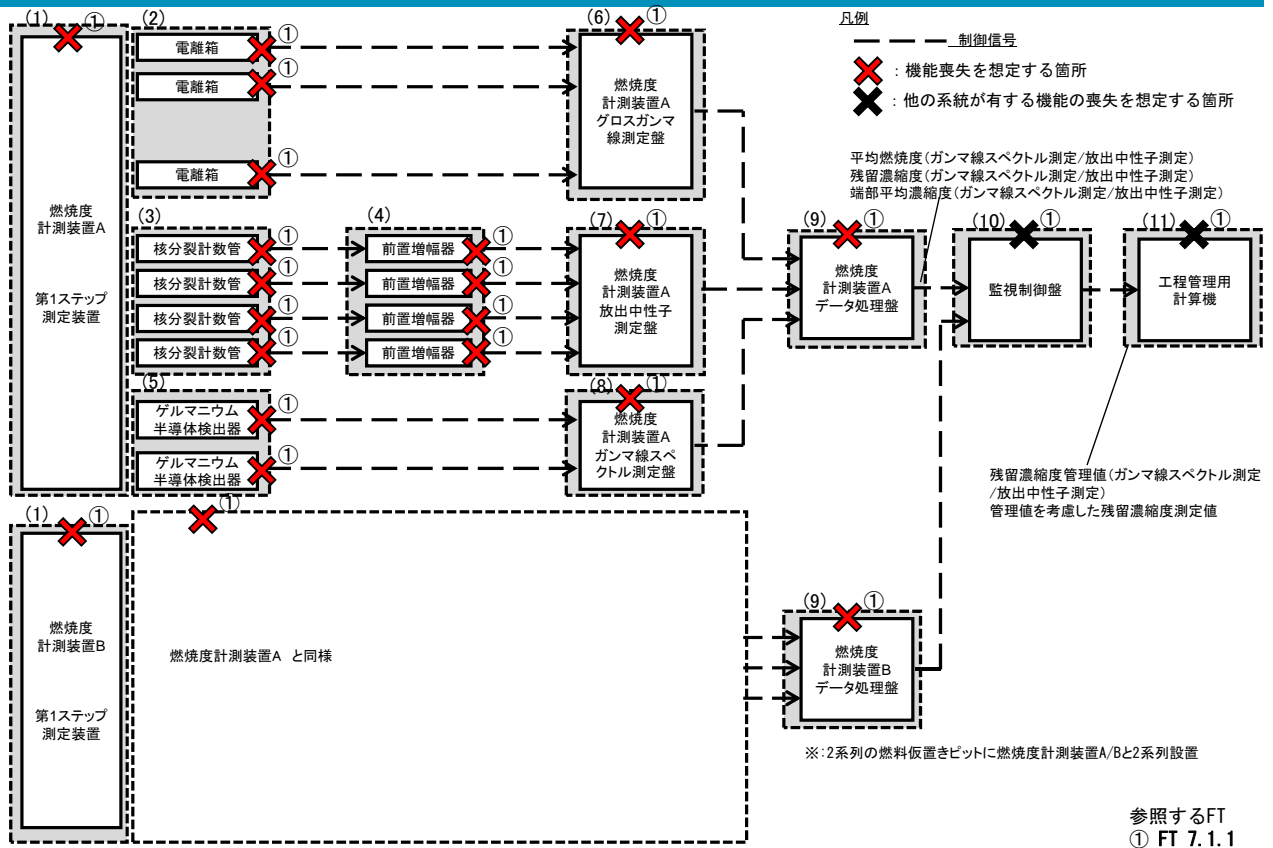 (1)
①
燃焼度
計測装置A
第1ステップ
測定装置
(2)
電離箱
①
電離箱
①
電離箱
①
(3)
核分裂計数管
①
核分裂計数管
①
核分裂計数管
①
核分裂計数管
①
(4)
前置増幅器
①
前置増幅器
①
前置増幅器
①
前置増幅器
①
(5)
ゲルマニウム
半導体検出器
①
ゲルマニウム
半導体検出器
①
(6)
①
燃焼度
計測装置A
グロスガンマ
線測定盤
(7)
①
燃焼度
計測装置A
放出中性子
測定盤
(8)
①
燃焼度
計測装置A
ガンマ線スペ
クトル測定盤
凡例
制御信号
：機能喪失を想定する箇所
：他の系統が有する機能の喪失を想定する箇所
平均燃焼度(ガンマ線スペクトル測定/放出中性子測定)
残留濃縮度(ガンマ線スペクトル測定/放出中性子測定)
端部平均濃縮度(ガンマ線スペクトル測定/放出中性子測定)
(9)
①
燃焼度
計測装置A
データ処理盤
(10)
①
監視制御盤
(11)
①
工程管理用
計算機
残留濃縮度管理値(ガンマ線スペクトル測定
/放出中性子測定)
管理値を考慮した残留濃縮度測定値
(1)
①
燃焼度
計測装置B
第1ステップ
測定装置
①
燃焼度計測装置A と同様
(9)
①
燃焼度
計測装置B
データ処理盤
※:2系列の燃料仮置きピットに燃焼度計測装置A/Bと2系列設置
参照するFT
① FT 7.1.1